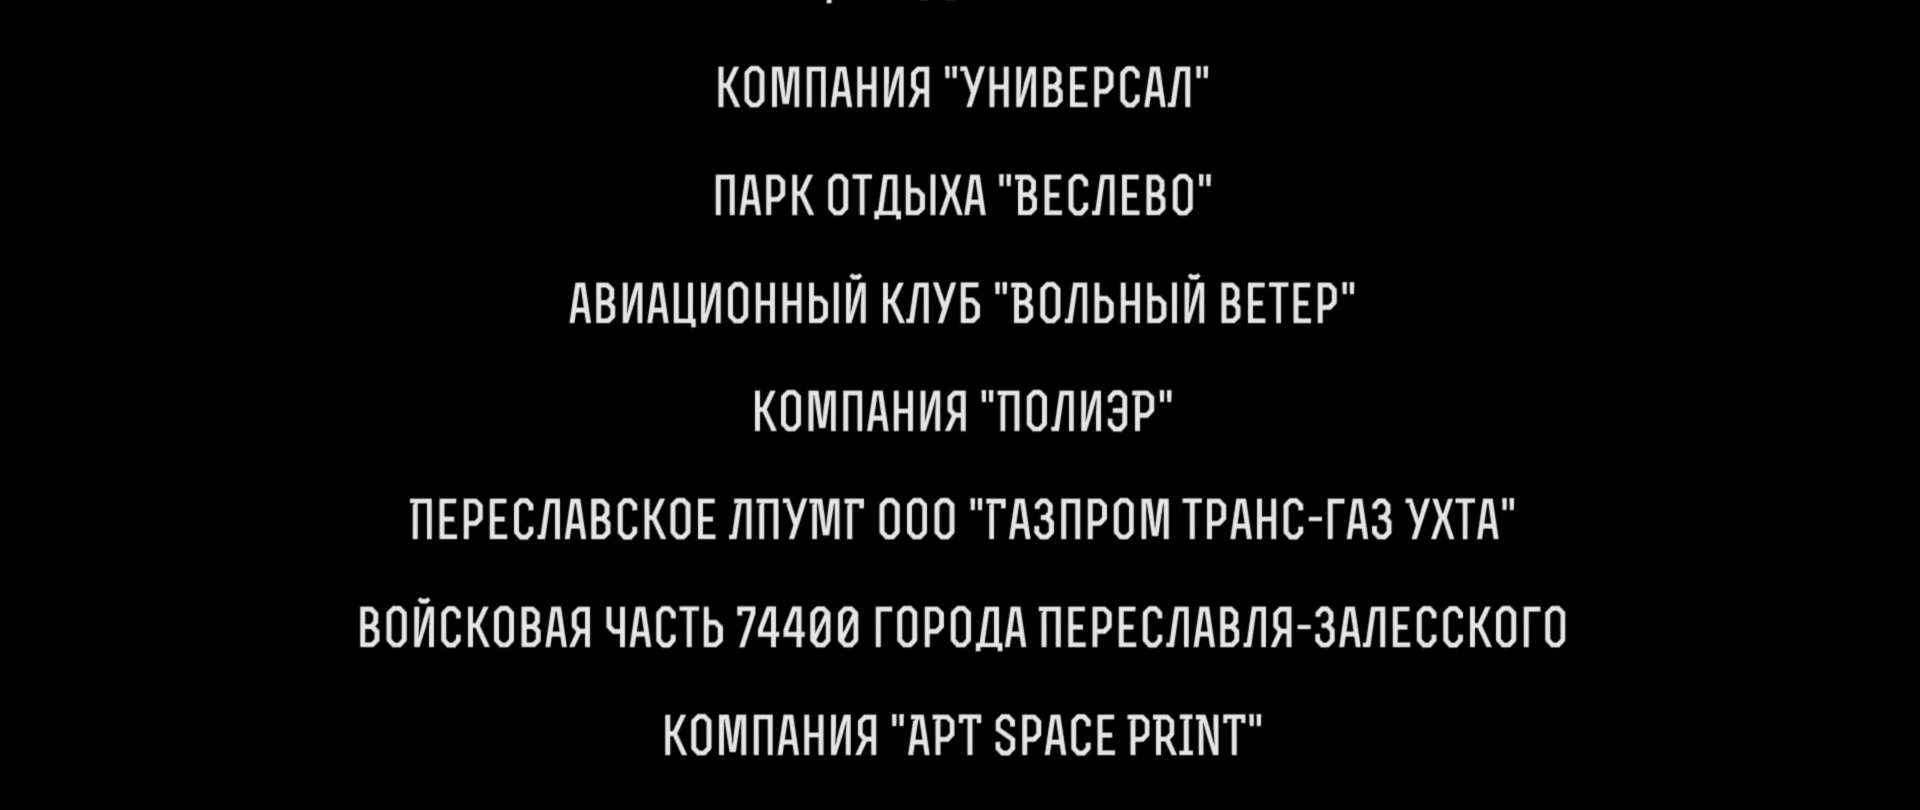 КОМПАНИЯ "УНИВЕРСАЛ"
ПАРК ОТДЫХА "ВЕСЛЕВО"
АВИАЦИОННЫЙ КЛУБ "ВОЛЬНЫЙ ВЕТЕР"
КОМПАНИЯ "ПОЛИЭР"
ПЕРЕСЛАВСКОЕ ЛПУМГ ООО "ГАЗПРОМ ТРАНС-ГАЗ УХТА"
ВОЙСКОВАЯ ЧАСТЬ 74400 ГОРОДА ПЕРЕСЛАВЛЯ-ЗАЛЕССКОГО
КОМПАНИЯ "АРТ SPACE PRINT"